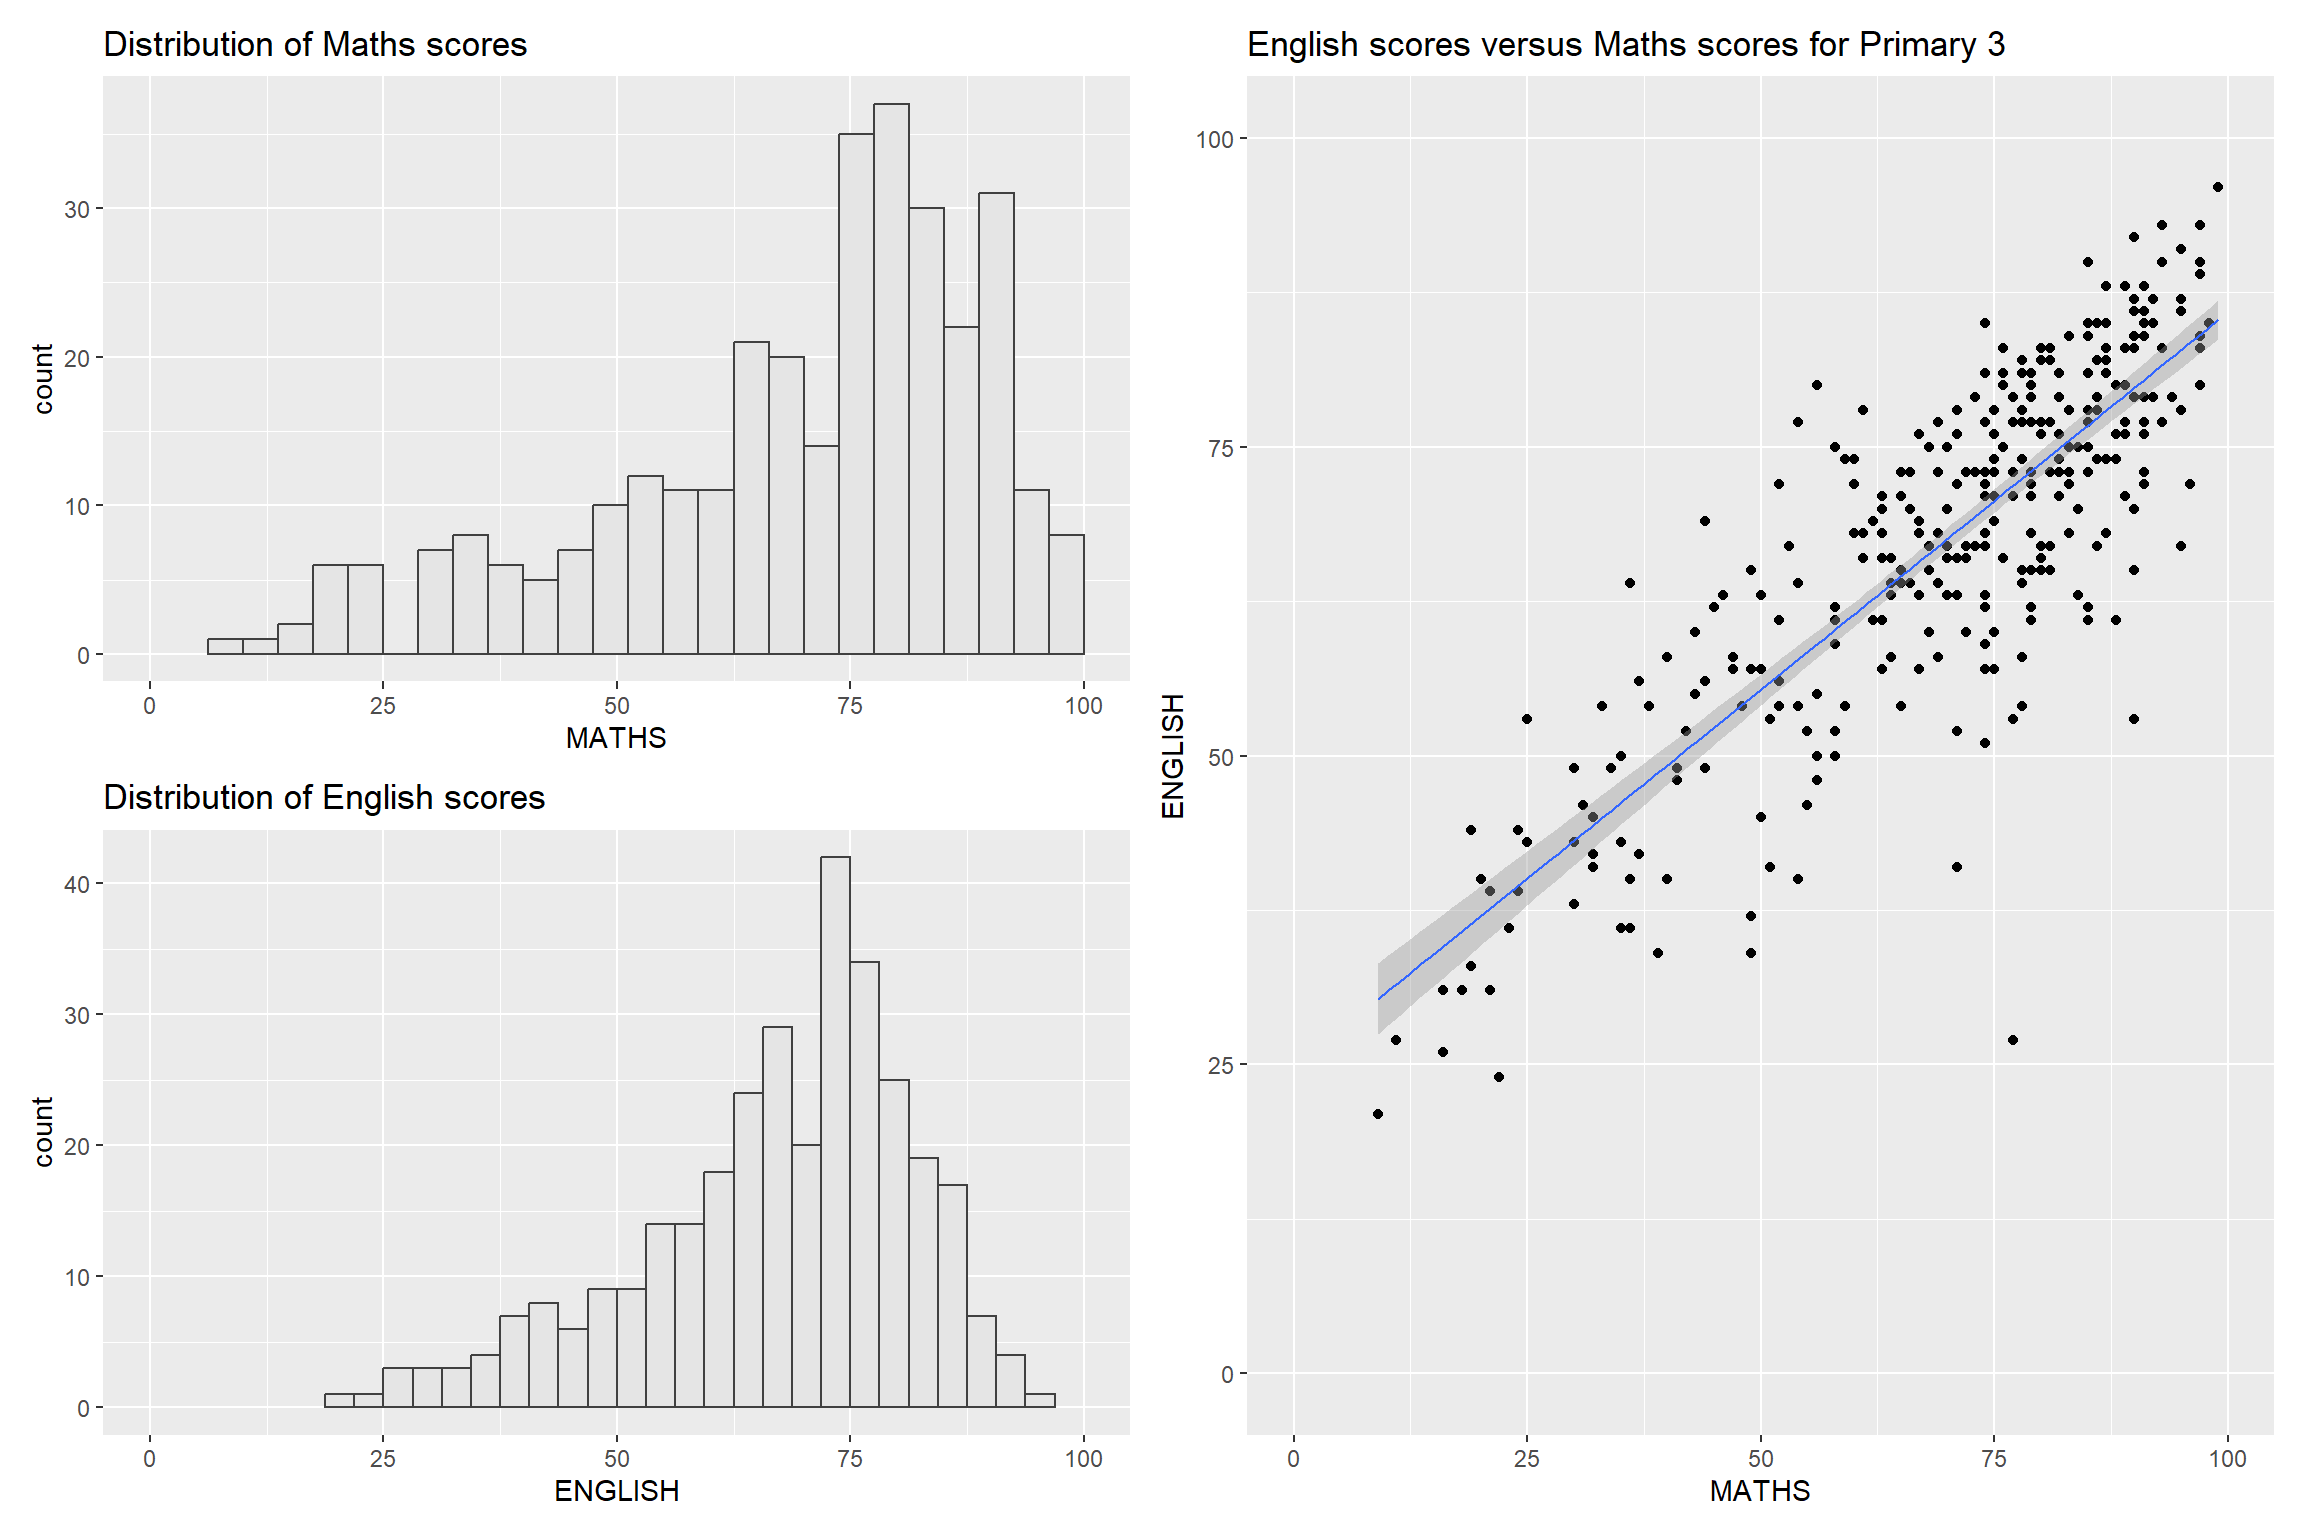 Distribution of Maths scores
count
30
20
10
0
0 25 50 75 100
MATHS
Distribution of English scores
count
40
30
20
10
0
0 25 50 75 100
ENGLISH
English scores versus Maths scores for Primary 3
ENGLISH
100
75
50
25
0
0 25 50 75 100
MATHS